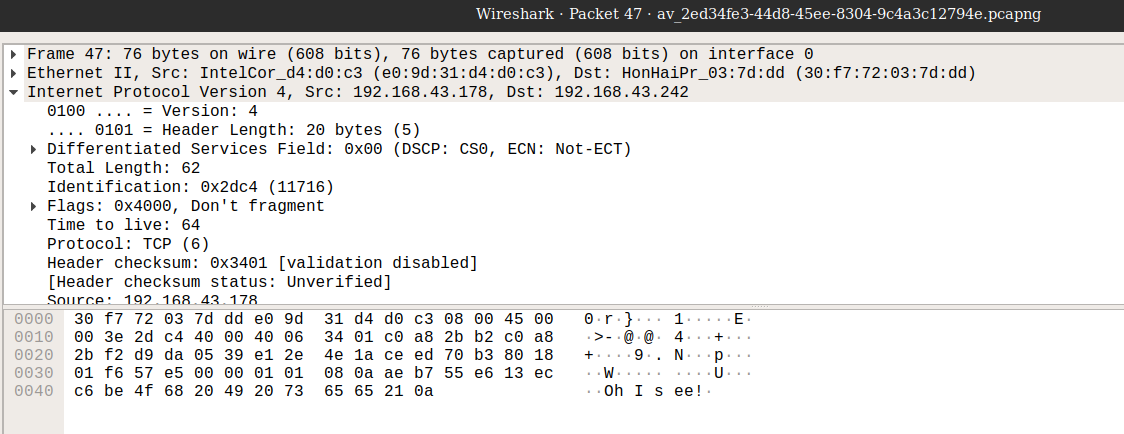 Wireshark · Packet 47 · av_2ed34fe3-44d8-45ee-8304-9c4a3c12794e.pcapng
Frame 47: 76 bytes on wire (608 bits), 76 bytes captured (608 bits) on interface 0
Ethernet II, Src: IntelCor_d4:d0:c3 (e0:9d:31:d4:d0:c3), Dst: HonHaiPr_03:7d:dd (30:f7:72:03:7d:dd)
Internet Protocol Version 4, Src: 192.168.43.178, Dst: 192.168.43.242
0100 .... = Version: 4
.... 0101 = Header Length: 20 bytes (5)
Differentiated Services Field: 0x00 (DSCP: CS0, ECN: Not-ECT)
Total Length: 62
Identification: 0x2dc4 (11716)
Flags: 0x4000, Don't fragment
Time to live: 64
Protocol: TCP (6)
Header checksum: 0x3401 [validation disabled]
[Header checksum status: Unverified]
Source: 192.168.43.178
0000 30 f7 72 03 7d dd e0 9d 31 d4 d0 c3 08 00 45 00 0·r·}··· 1·····E·
0010 00 3e 2d c4 40 00 40 06 34 01 c0 a8 2b b2 c0 a8 ·>-·@·@· 4···+···
0020 2b f2 d9 da 05 39 e1 2e 4e 1a ce ed 70 b3 80 18 +····9·. N···p···
0030 01 f6 57 e5 00 00 01 01 08 0a ae b7 55 e6 13 ec ··W····· ····U···
0040 c6 be 4f 68 20 49 20 73 65 65 21 0a ··Oh I s ee!·